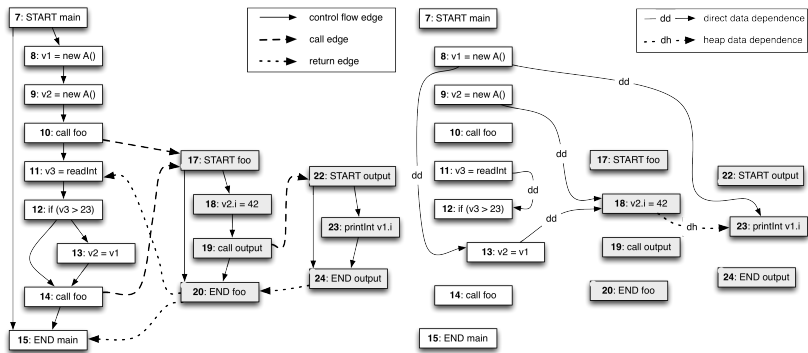 7: START main
8: v1 = new A()
9: v2 = new A()
10: call foo
11: v3 = readInt
12: if (v3 > 23)
13: v2 = v1
14: call foo
15: END main
17: START foo
18: v2.i = 42
19: call output
20: END foo
22: START output
23: printInt v1.i
24: END output
control flow edge
call edge
return edge
7: START main
8: v1 = new A()
9: v2 = new A()
10: call foo
11: v3 = readInt
12: if (v3 > 23)
13: v2 = v1
14: call foo
15: END main
17: START foo
18: v2.i = 42
19: call output
20: END foo
22: START output
23: printInt v1.i
24: END output
dd
dd
dd
dd
dd
dh
dd direct data dependence
dh heap data dependence